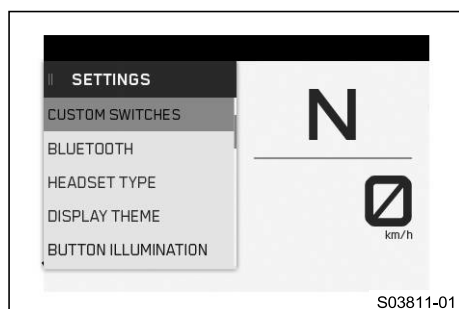 SETTINGS
CUSTOM SWITCHES
BLUETOOTH
HEADSET TYPE
DISPLAY THEME
BUTTON ILLUMINATION
N
0
km/h
S03811-01